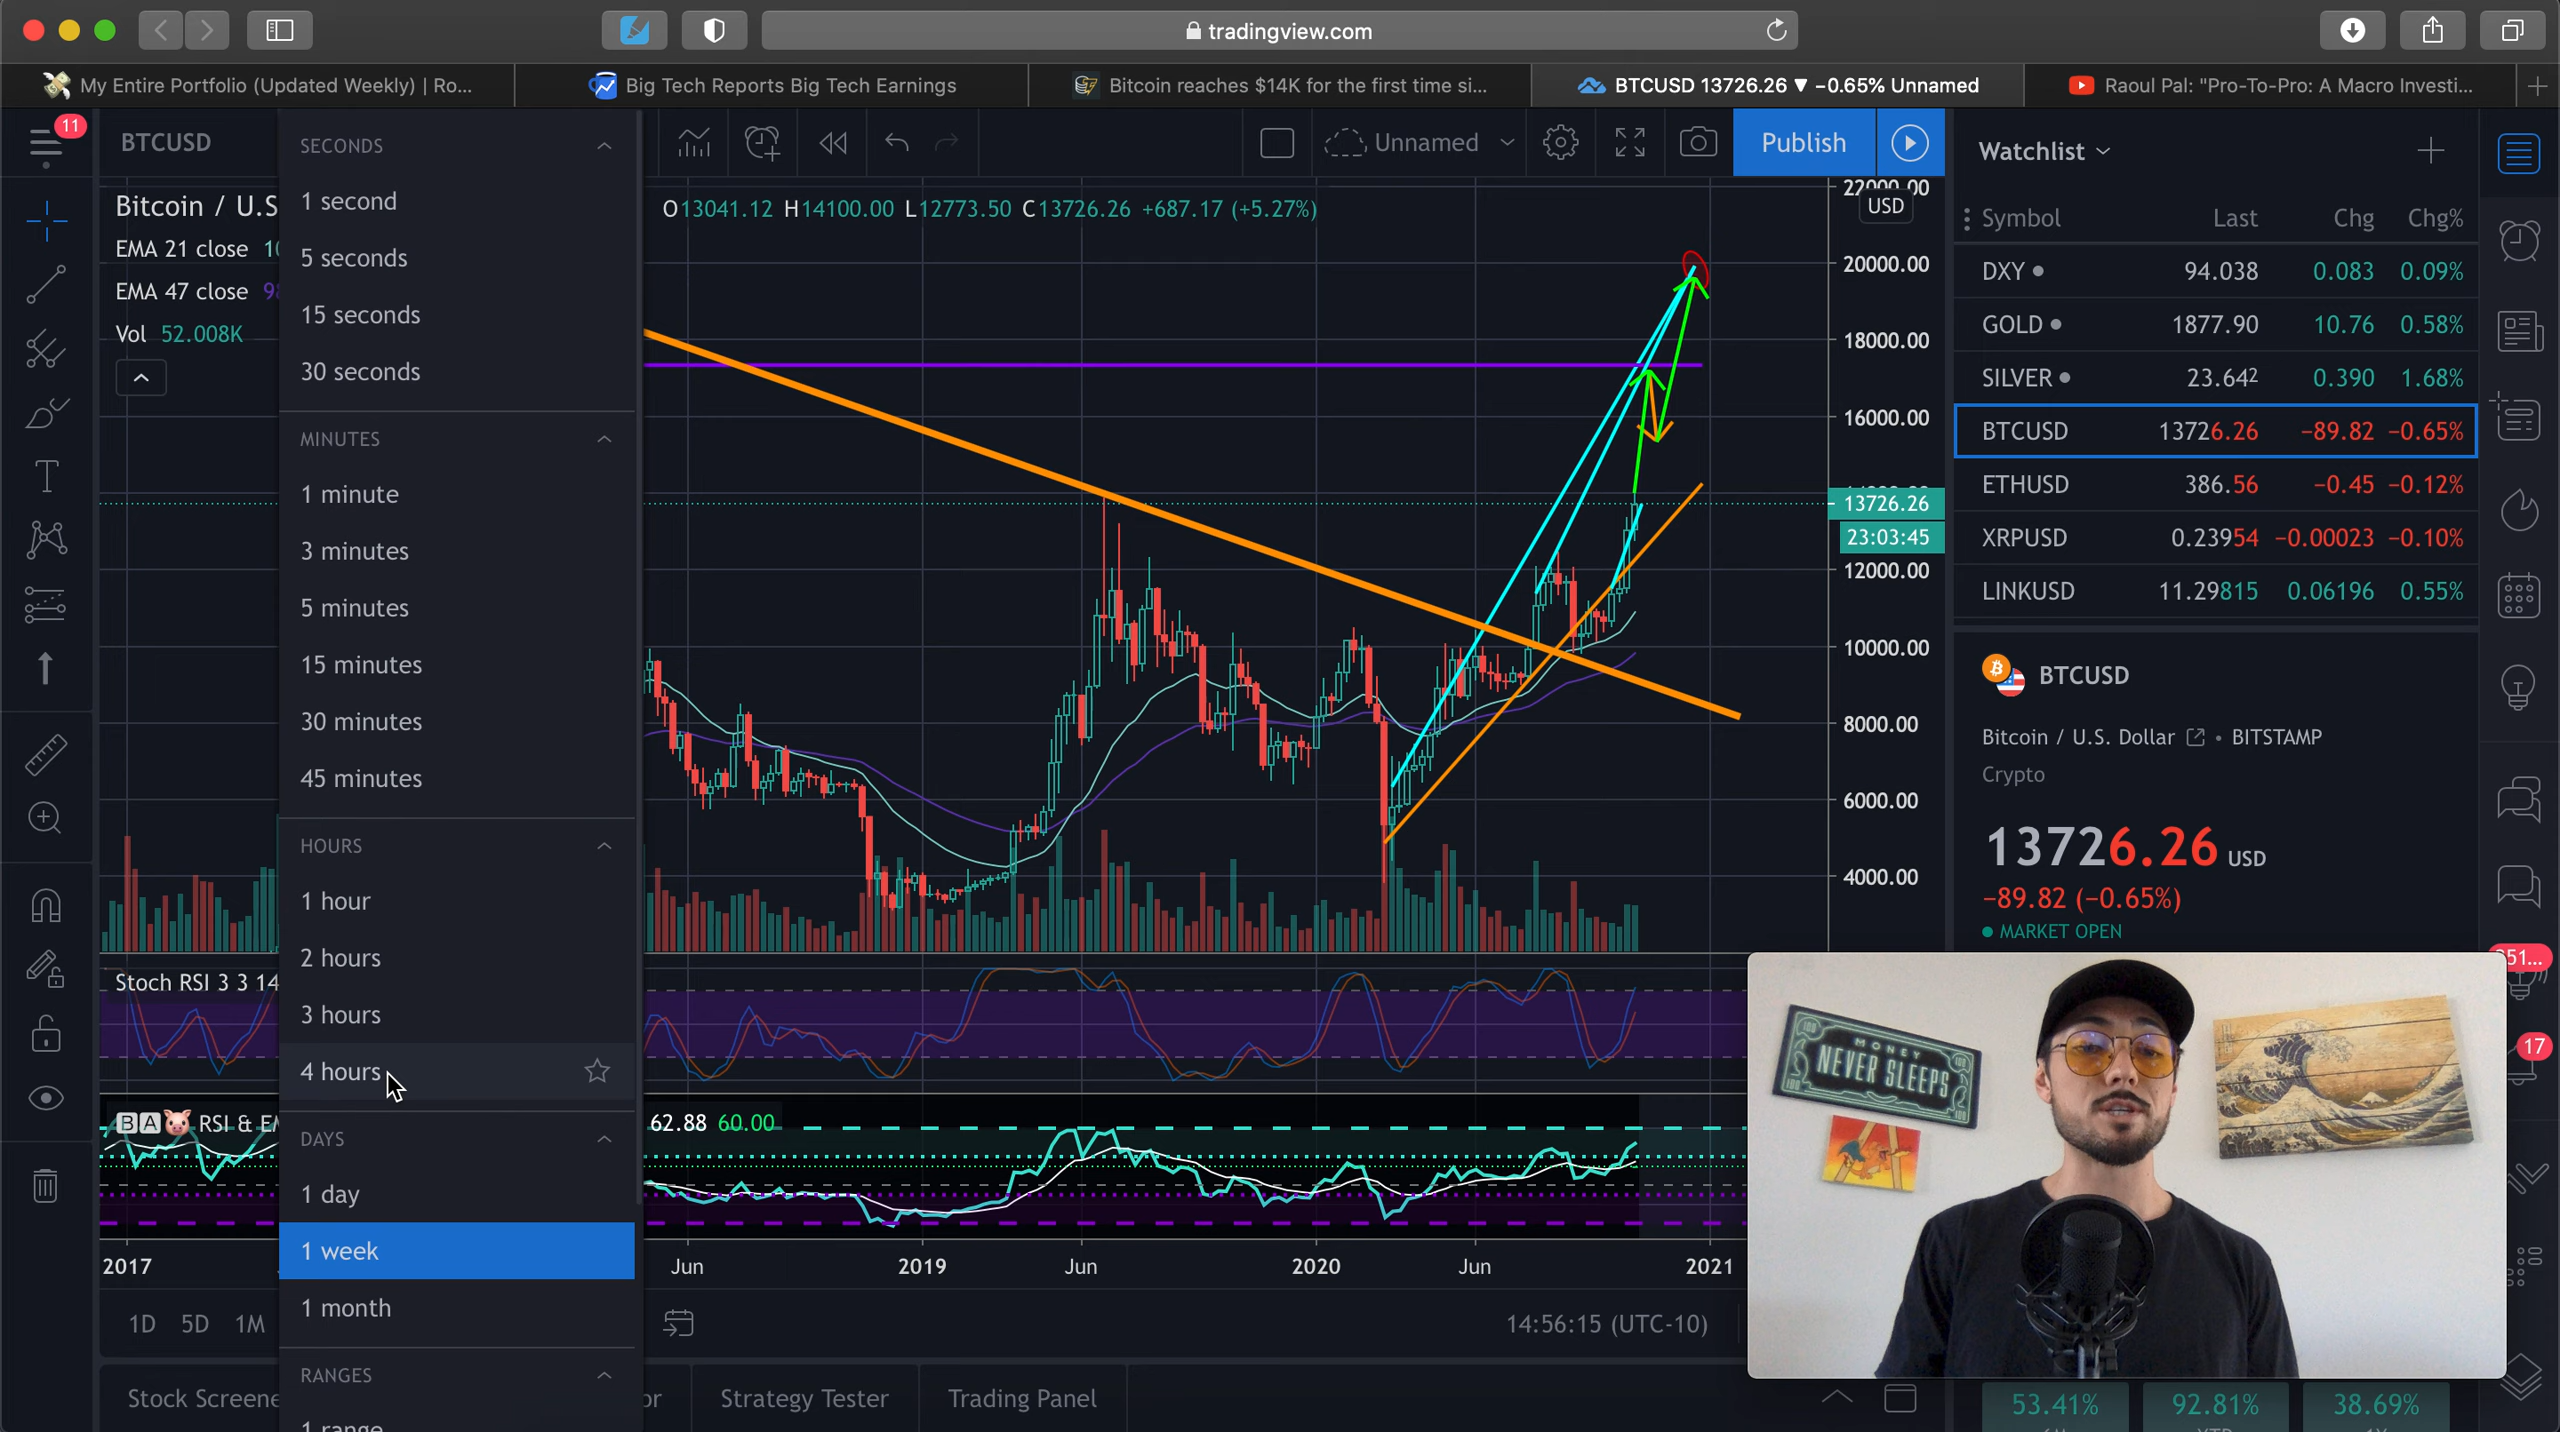 tradingview.com
My Entire Portfolio (Updated Weekly) | Ro...
Big Tech Reports Big Tech Earnings
Bitcoin reaches $14K for the first time si...
BTCUSD 13726.26 ▼ −0.65% Unnamed
Raoul Pal: "Pro-To-Pro: A Macro Investi...
11
BTCUSD
Unnamed
Publish
Bitcoin / U.S
O13041.12 H14100.00 L12773.50 C13726.26 +687.17 (+5.27%)
EMA 21 close
EMA 47 close
Vol 52.008K
SECONDS
1 second
5 seconds
15 seconds
30 seconds
MINUTES
1 minute
3 minutes
5 minutes
15 minutes
30 minutes
45 minutes
HOURS
1 hour
2 hours
3 hours
4 hours
DAYS
1 day
1 week
1 month
RANGES
1 range
22000.00
USD
20000.00
18000.00
16000.00
13726.26
23:03:45
12000.00
10000.00
8000.00
6000.00
4000.00
Stoch RSI 3 3 14
BA RSI & EM
62.88 60.00
2017
Jun
2019
Jun
2020
Jun
2021
1D 5D 1M
14:56:15 (UTC-10)
Stock Screene
or
Strategy Tester
Trading Panel
Watchlist
Symbol Last Chg Chg%
DXY 94.038 0.083 0.09%
GOLD 1877.90 10.76 0.58%
SILVER 23.64² 0.390 1.68%
BTCUSD 13726.26 −89.82 −0.65%
ETHUSD 386.56 −0.45 −0.12%
XRPUSD 0.23954 −0.00023 −0.10%
LINKUSD 11.29815 0.06196 0.55%
BTCUSD
Bitcoin / U.S. Dollar • BITSTAMP
Crypto
13726.26 USD
−89.82 (−0.65%)
MARKET OPEN
51...
17
100
MONEY
NEVER SLEEPS
100
53.41% 92.81% 38.69%